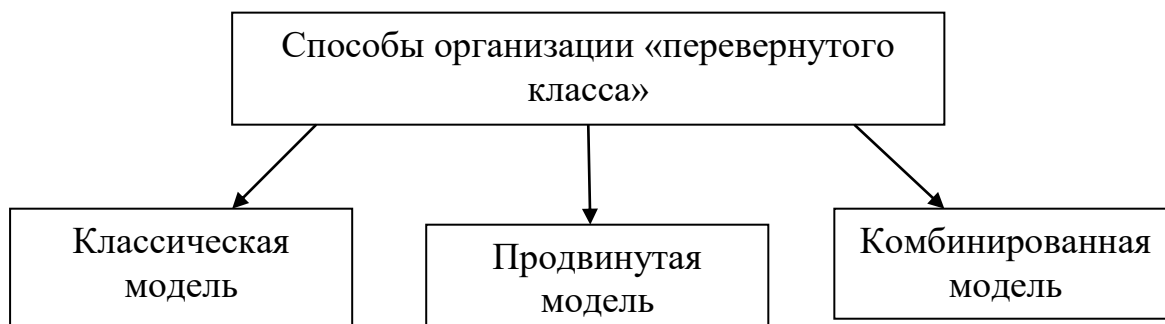 Способы организации «перевернутого
класса»
Классическая
модель
Продвинутая
модель
Комбинированная
модель